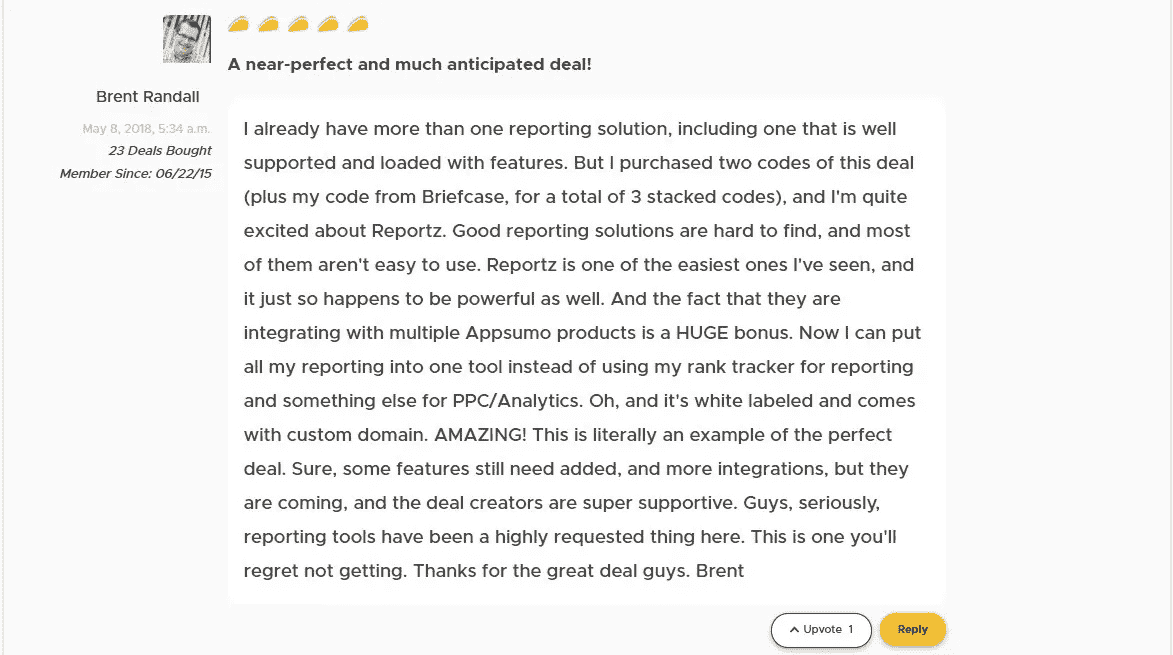 A near-perfect and much anticipated deal!
Brent Randall
May 8, 2018, 5:34 a.m.
23 Deals Bought
Member Since: 06/22/15
I already have more than one reporting solution, including one that is well
supported and loaded with features. But I purchased two codes of this deal
(plus my code from Briefcase, for a total of 3 stacked codes), and I'm quite
excited about Reportz. Good reporting solutions are hard to find, and most
of them aren't easy to use. Reportz is one of the easiest ones I've seen, and
it just so happens to be powerful as well. And the fact that they are
integrating with multiple Appsumo products is a HUGE bonus. Now I can put
all my reporting into one tool instead of using my rank tracker for reporting
and something else for PPC/Analytics. Oh, and it's white labeled and comes
with custom domain. AMAZING! This is literally an example of the perfect
deal. Sure, some features still need added, and more integrations, but they
are coming, and the deal creators are super supportive. Guys, seriously,
reporting tools have been a highly requested thing here. This is one you'll
regret not getting. Thanks for the great deal guys. Brent
Upvote 1
Reply